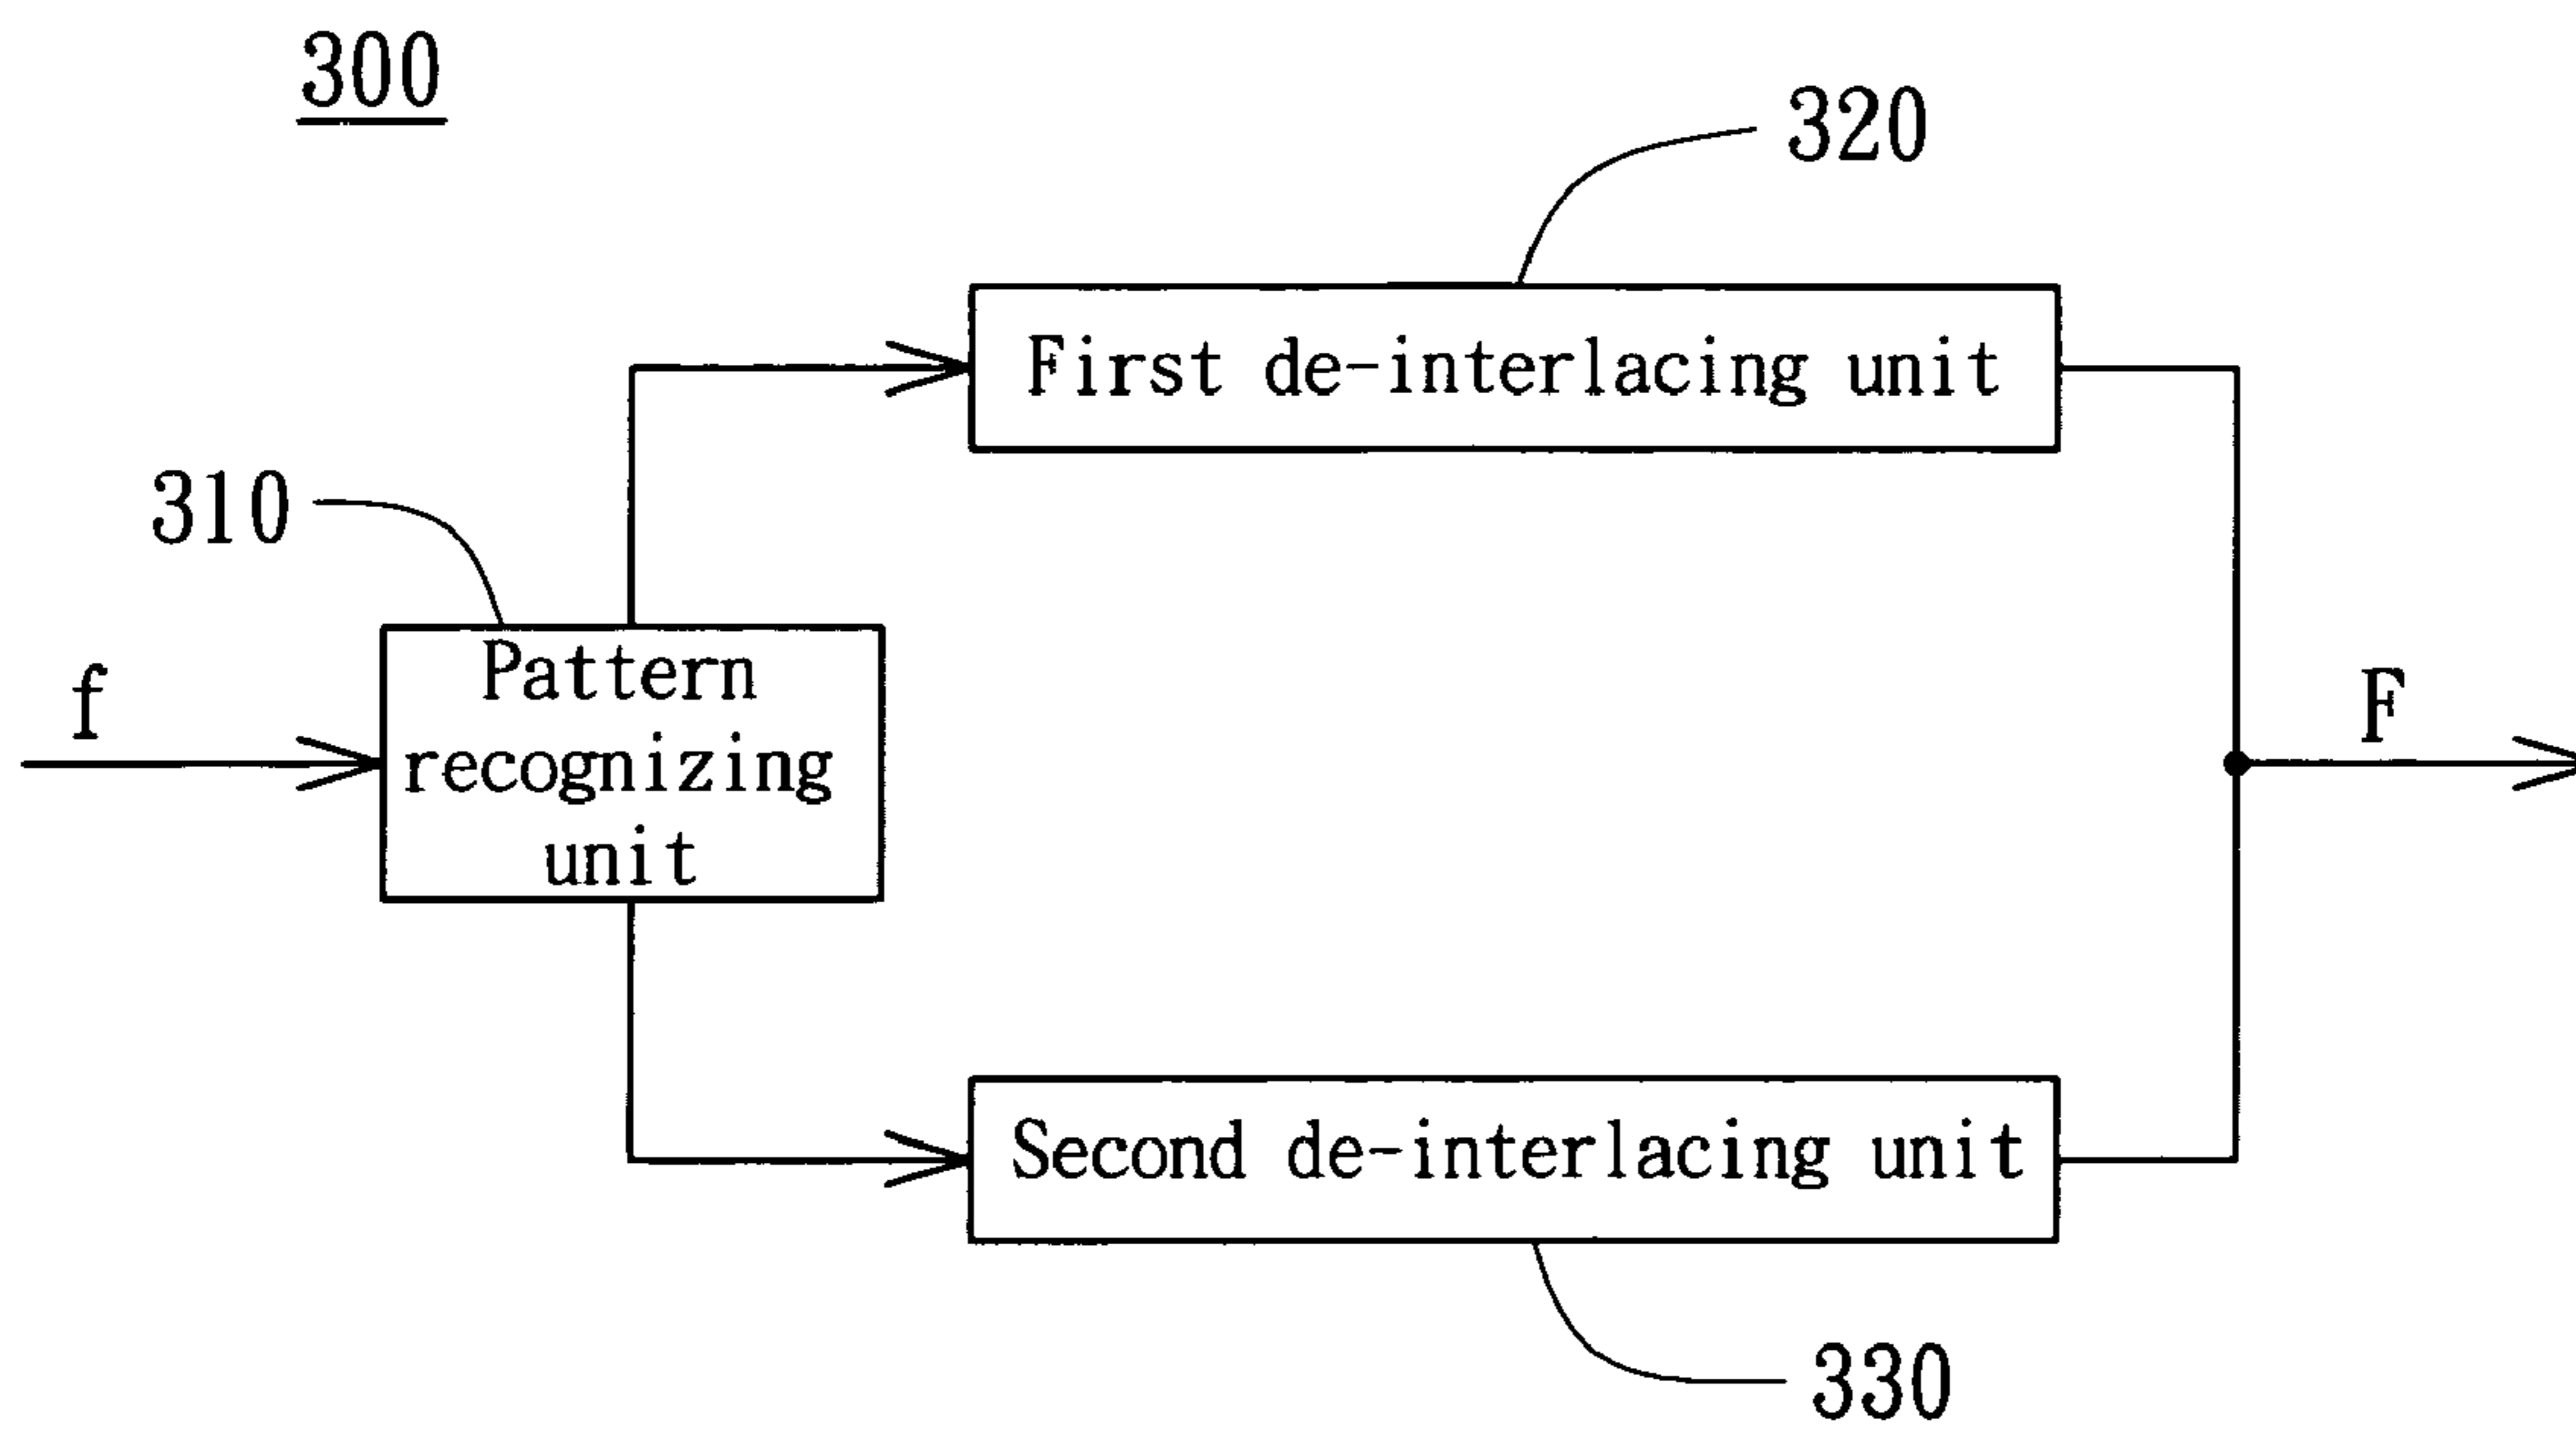 300
320
First de-interlacing unit
310
Pattern
recognizing
unit
f
F
Second de-interlacing unit
330